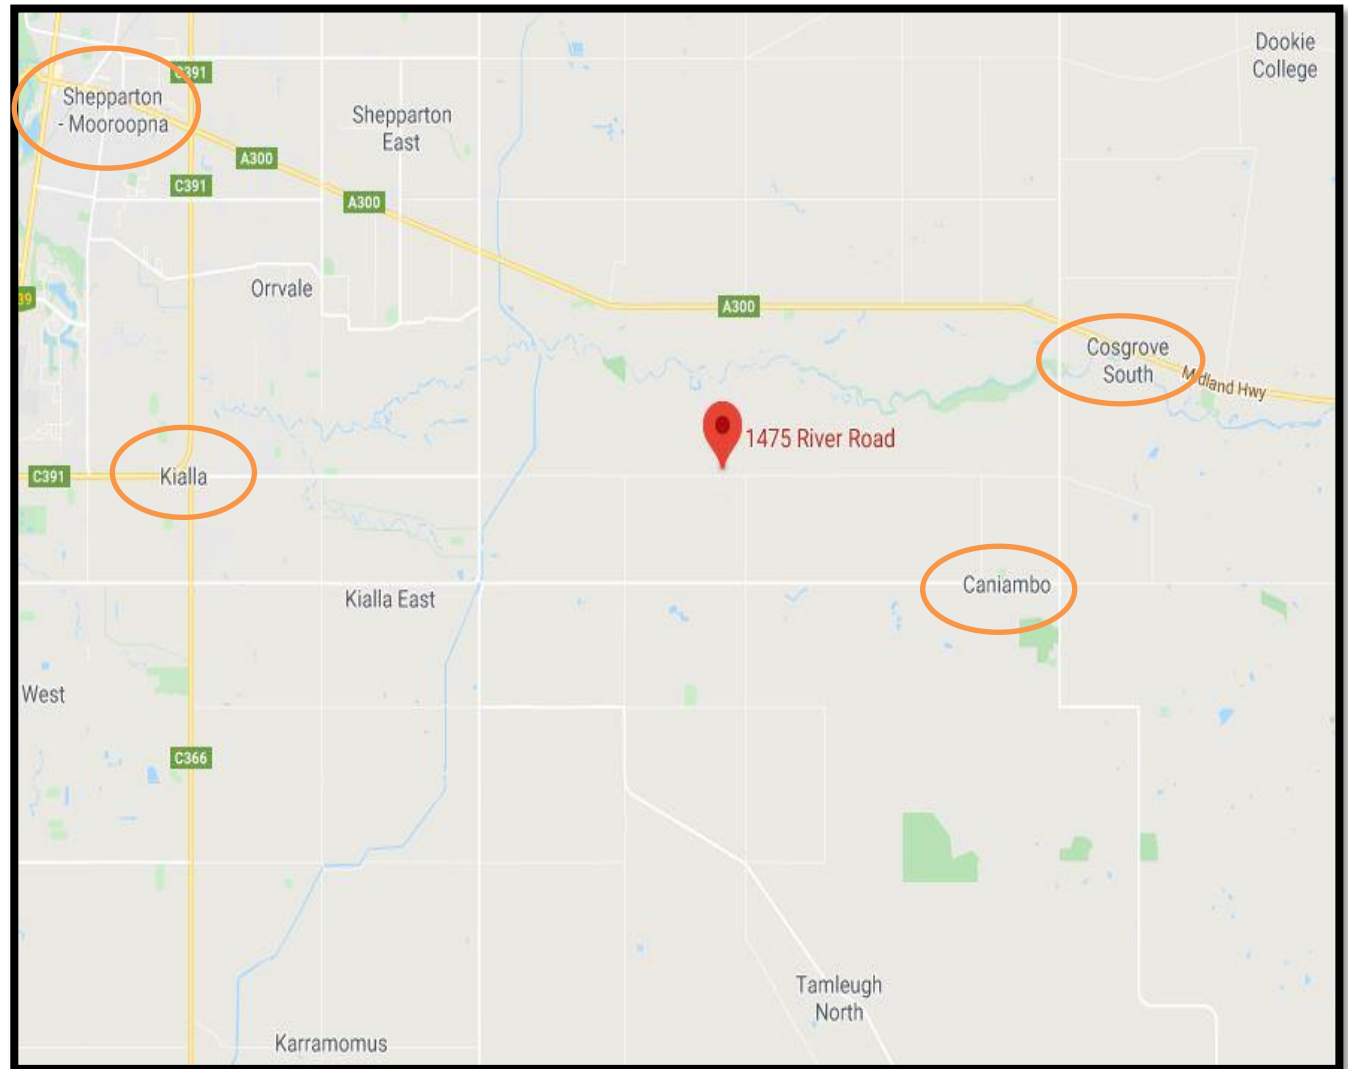 Dookie
College
C391
Shepparton
- Mooroopna
Shepparton
East
A300
C391
A300
Orrvale
39
A300
Cosgrove
South
Midland Hwy
1475 River Road
C391
Kialla
Caniambo
Kialla East
West
C366
Tamleugh
North
Karramomus